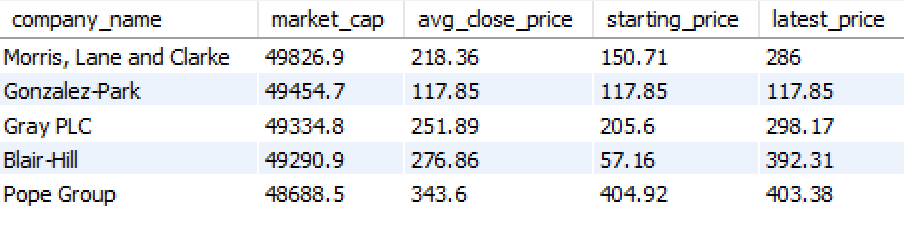 company_name market_cap avg_close_price starting_price latest_price
Morris, Lane and Clarke 49826.9 218.36 150.71 286
Gonzalez-Park 49454.7 117.85 117.85 117.85
Gray PLC 49334.8 251.89 205.6 298.17
Blair-Hill 49290.9 276.86 57.16 392.31
Pope Group 48688.5 343.6 404.92 403.38